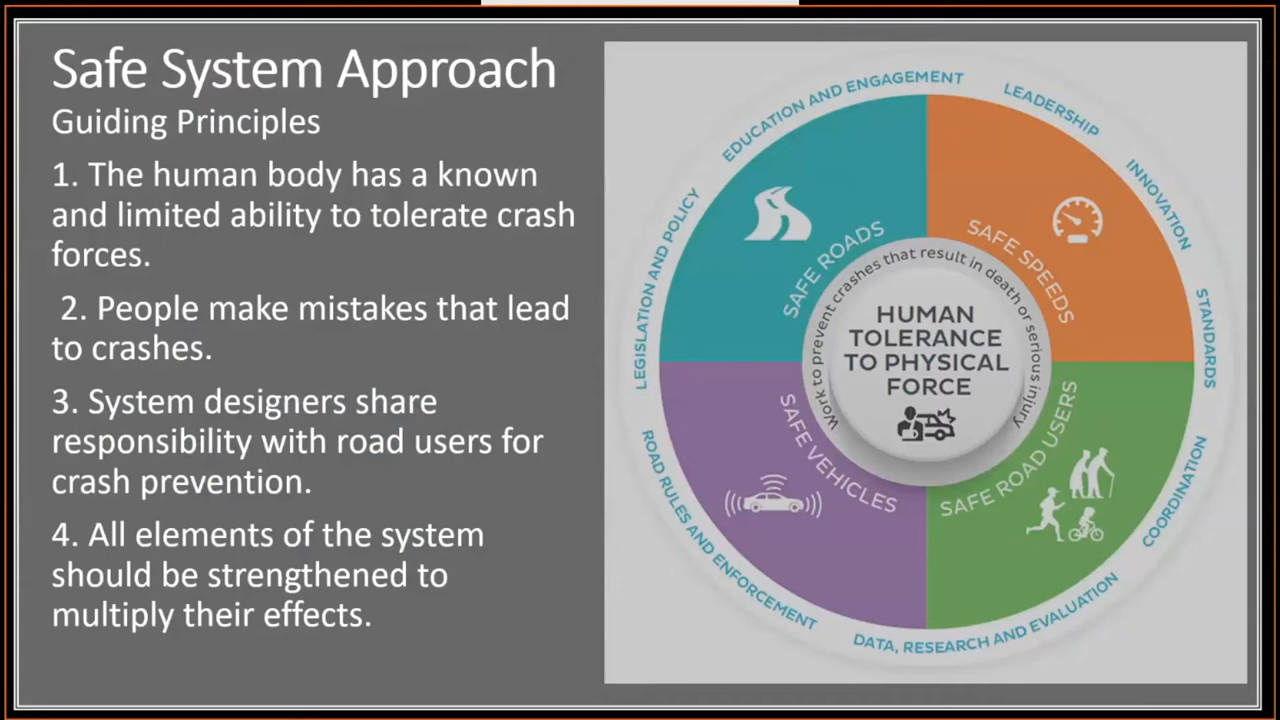 Safe System Approach
Guiding Principles
1. The human body has a known
and limited ability to tolerate crash
forces.
2. People make mistakes that lead
to crashes.
3. System designers share
responsibility with road users for
crash prevention.
4. All elements of the system
should be strengthened to
multiply their effects.
EDUCATION AND ENGAGEMENT
LEADERSHIP
INNOVATION
STANDARDS
COORDINATION
DATA, RESEARCH AND EVALUATION
ROAD RULES AND ENFORCEMENT
LEGISLATION AND POLICY
SAFE ROADS
SAFE SPEEDS
SAFE ROAD USERS
SAFE VEHICLES
Work to prevent crashes that result in death or serious injury
HUMAN
TOLERANCE
TO PHYSICAL
FORCE